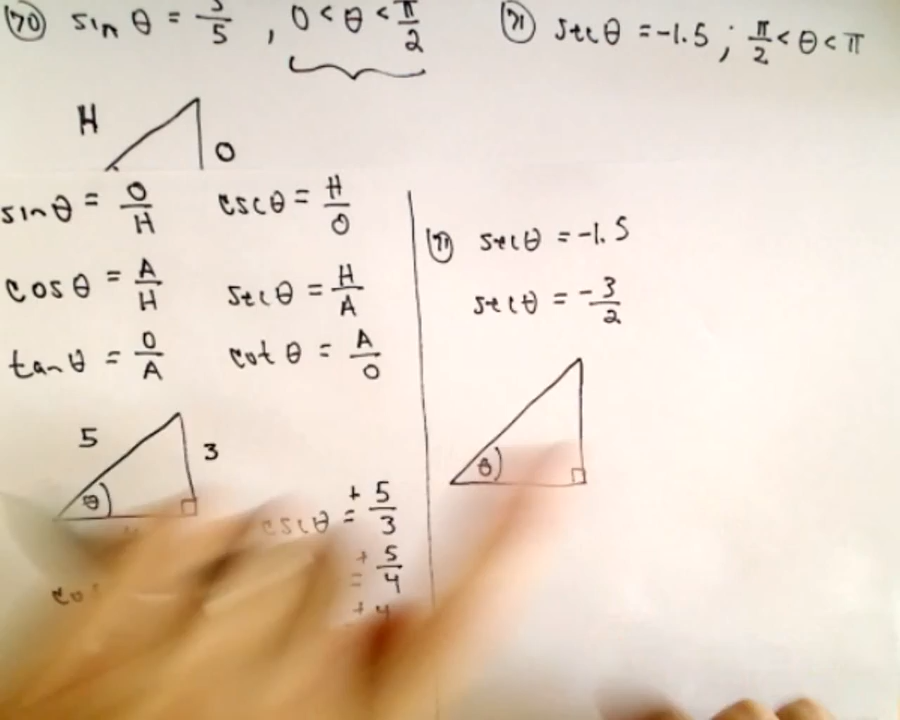 (70) sin θ = 3/5 , 0 < θ < π/2
(71) sec θ = -1.5 ; π/2 < θ < π
H
O
sin θ = O/H csc θ = H/O
cos θ = A/H sec θ = H/A
tan θ = O/A cot θ = A/O
5
3
θ
csc θ = + 5/3
= + 5/4
+ 4
(71) sec θ = -1.5
sec θ = -3/2
θ